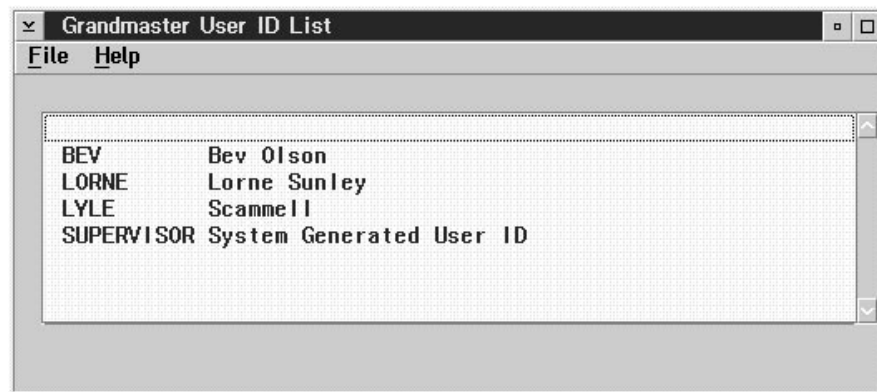 Grandmaster User ID List
File Help
BEV Bev Olson
LORNE Lorne Sunley
LYLE Scammell
SUPERVISOR System Generated User ID